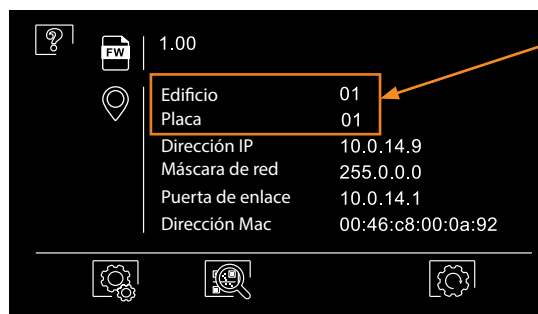 ?
FW
1.00
Edificio 01
Placa 01
Dirección IP 10.0.14.9
Máscara de red 255.0.0.0
Puerta de enlace 10.0.14.1
Dirección Mac 00:46:c8:00:0a:92